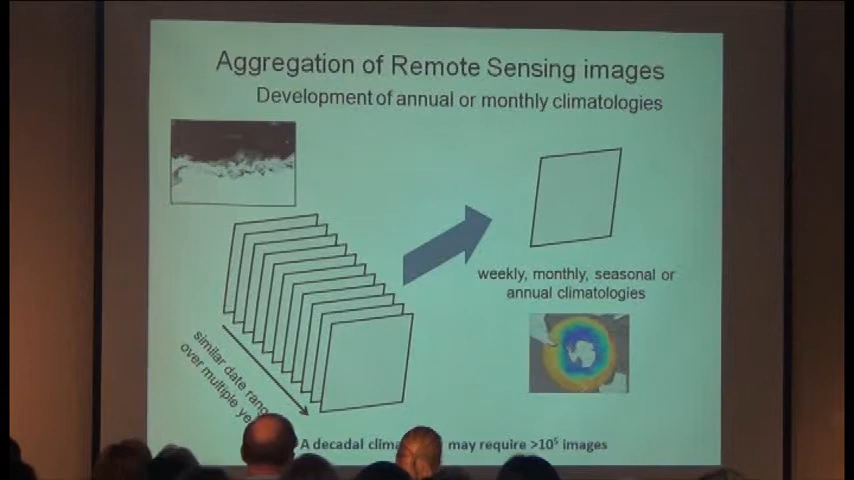 Aggregation of Remote Sensing images
Development of annual or monthly climatologies
weekly, monthly, seasonal or
annual climatologies
similar date
over multiple
A decadal may require >10⁵ images